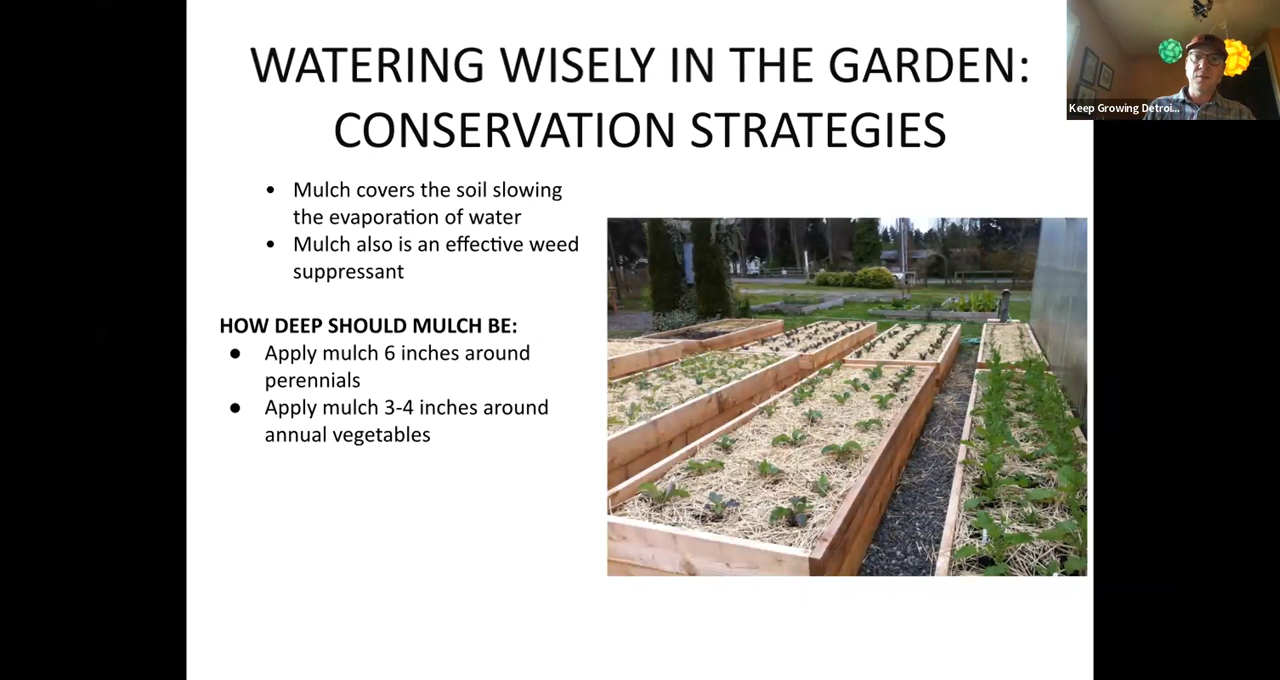 WATERING WISELY IN THE GARDEN:
CONSERVATION STRATEGIES
Keep Growing Detroi...
• Mulch covers the soil slowing
the evaporation of water
• Mulch also is an effective weed
suppressant
HOW DEEP SHOULD MULCH BE:
● Apply mulch 6 inches around
perennials
● Apply mulch 3-4 inches around
annual vegetables